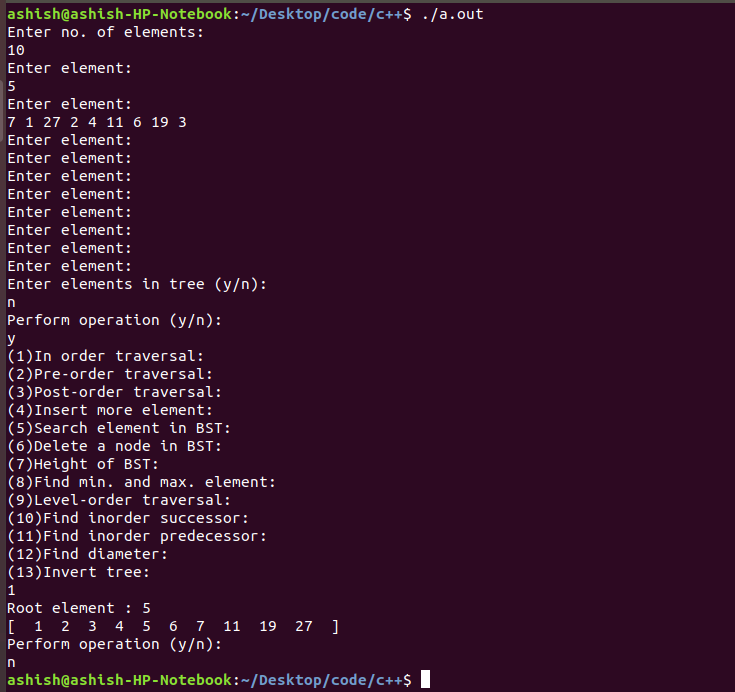 ashish@ashish-HP-Notebook:~/Desktop/code/c++$ ./a.out
Enter no. of elements:
10
Enter element:
5
Enter element:
7 1 27 2 4 11 6 19 3
Enter element:
Enter element:
Enter element:
Enter element:
Enter element:
Enter element:
Enter element:
Enter element:
Enter elements in tree (y/n):
n
Perform operation (y/n):
y
(1)In order traversal:
(2)Pre-order traversal:
(3)Post-order traversal:
(4)Insert more element:
(5)Search element in BST:
(6)Delete a node in BST:
(7)Height of BST:
(8)Find min. and max. element:
(9)Level-order traversal:
(10)Find inorder successor:
(11)Find inorder predecessor:
(12)Find diameter:
(13)Invert tree:
1
Root element : 5
[  1  2  3  4  5  6  7  11  19  27  ]
Perform operation (y/n):
n
ashish@ashish-HP-Notebook:~/Desktop/code/c++$